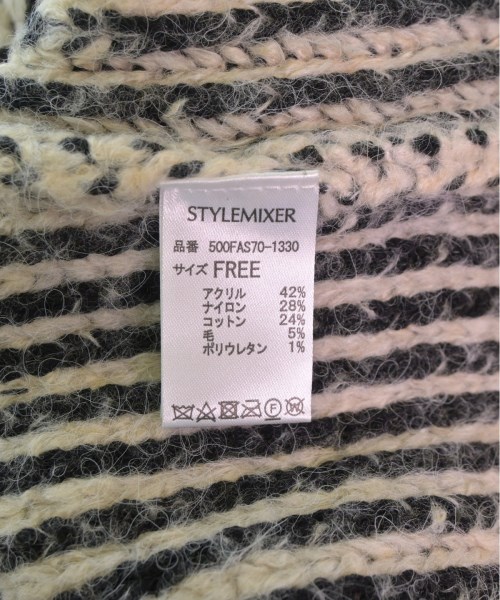 STYLEMIXER
品番 500FAS70-1330
サイズ FREE
アクリル 42%
ナイロン 28%
コットン 24%
毛 5%
ポリウレタン 1%
F W